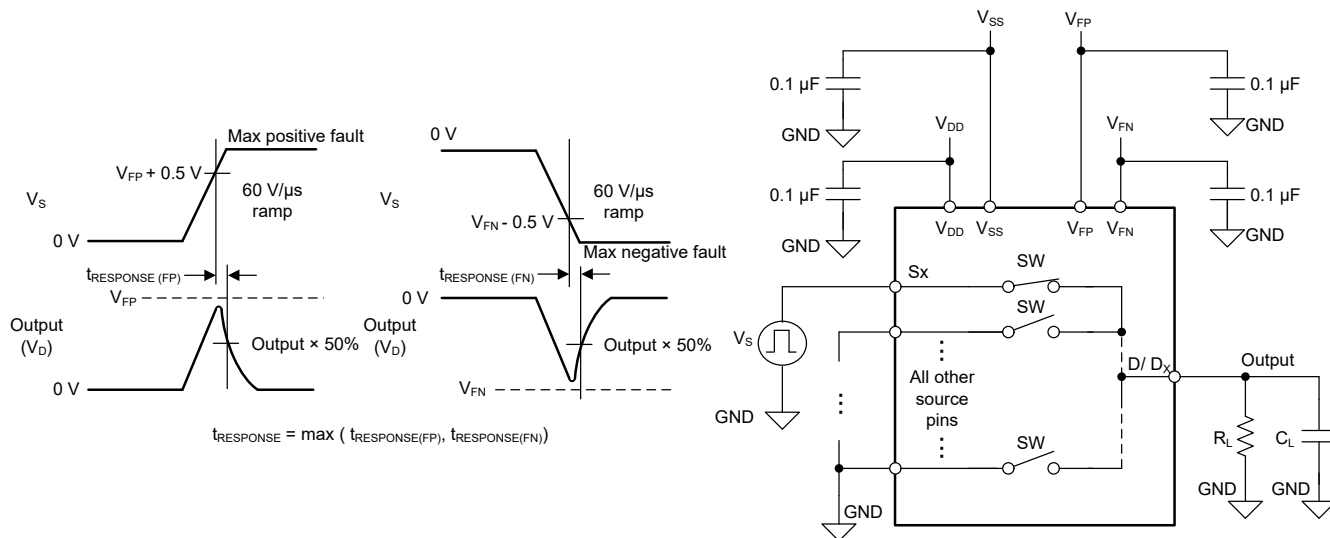 Max positive fault
V_FP + 0.5 V
60 V/µs
ramp
V_S
0 V
t_RESPONSE (FP)
V_FP
Output
(V_D)
Output × 50%
0 V
0 V
60 V/µs
ramp
V_S
V_FN - 0.5 V
Max negative fault
t_RESPONSE (FN)
0 V
Output
(V_D)
Output × 50%
V_FN
t_RESPONSE = max ( t_RESPONSE(FP), t_RESPONSE(FN))
V_SS
V_FP
0.1 µF
0.1 µF
GND
GND
V_DD
V_FN
0.1 µF
0.1 µF
GND
GND
V_DD
V_SS
V_FP
V_FN
Sx
SW
SW
V_S
GND
All other
source
pins
D/ D_X
Output
SW
R_L
C_L
GND
GND
GND